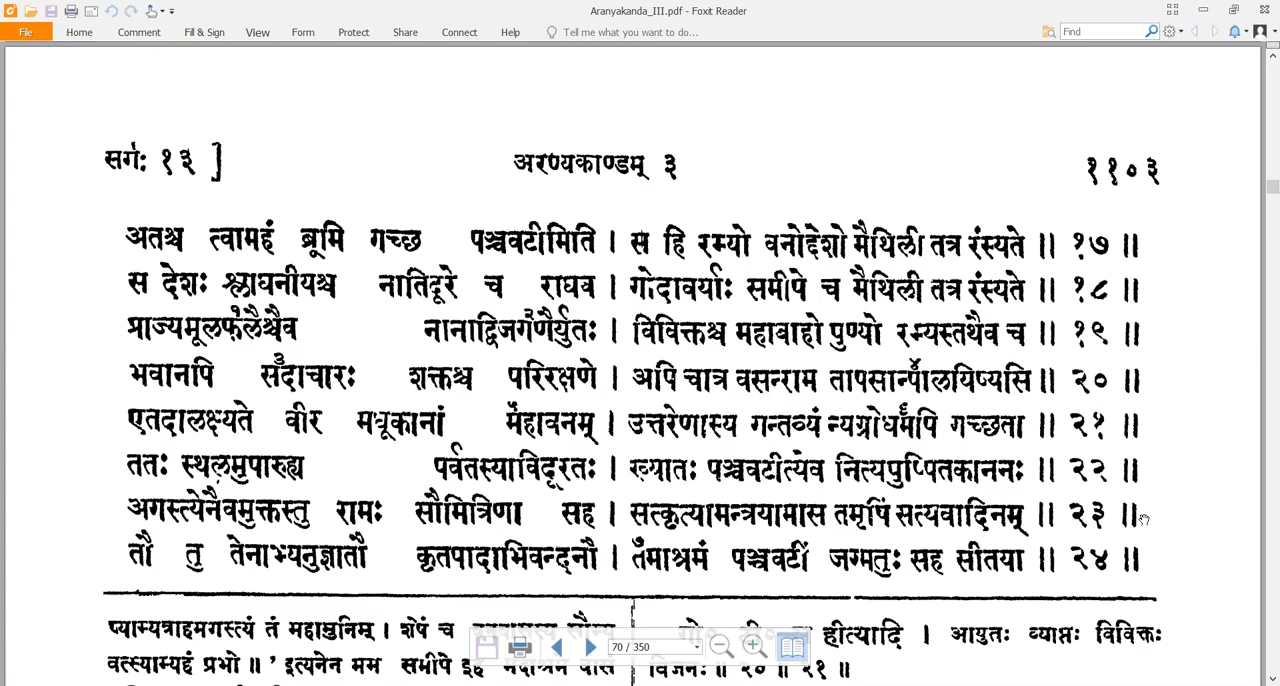 Aranyakanda_III.pdf - Foxit Reader
File Home Comment Fill & Sign View Form Protect Share Connect Help Tell me what you want to do... Find
सर्गः १३ ] अरण्यकाण्डम् ३ ११०३
अतश्च त्वामहं ब्रूमि गच्छ पञ्चवटीमिति । स हि रम्यो वनोद्देशो मैथिली तत्र रंस्यते ॥ १७ ॥
स देशः श्लाघनीयश्च नातिदूरे च राघव । गोदावर्याः समीपे च मैथिली तत्र रंस्यते ॥ १८ ॥
प्राज्यमूलफलैश्चैव नानाद्विजगणैर्युतः । विविक्तश्च महाबाहो पुण्यो रम्यस्तथैव च ॥ १९ ॥
भवानपि सदाचारः शक्तश्च परिरक्षणे । अपि चात्र वसन्राम तापसान्पालयिष्यसि ॥ २० ॥
एतदालक्ष्यते वीर मधूकानां महावनम् । उत्तरेणास्य गन्तव्यं न्यग्रोधमपि गच्छता ॥ २१ ॥
ततः स्थलमुपारुह्य पर्वतस्याविदूरतः । ख्यातः पञ्चवटीत्येव नित्यपुष्पितकाननः ॥ २२ ॥
अगस्त्येनैवमुक्तस्तु रामः सौमित्रिणा सह । सत्कृत्यामन्त्रयामास तमृषिं सत्यवादिनम् ॥ २३ ॥
तौ तु तेनाभ्यनुज्ञातौ कृतपादाभिवन्दनौ । तमाश्रमं पञ्चवटीं जग्मतुः सह सीतया ॥ २४ ॥
प्याम्यत्राहमगस्त्यं तं महामुनिम् । शेषं च सौम्य
वत्स्याम्यहं प्रभो ॥ ' इत्यनेन मम समीपे इह मदाश्रमे वासं
हीत्यादि । आयुतः व्याप्तः विविक्तः
विजनः ॥ २० ॥ २१ ॥
70 / 350